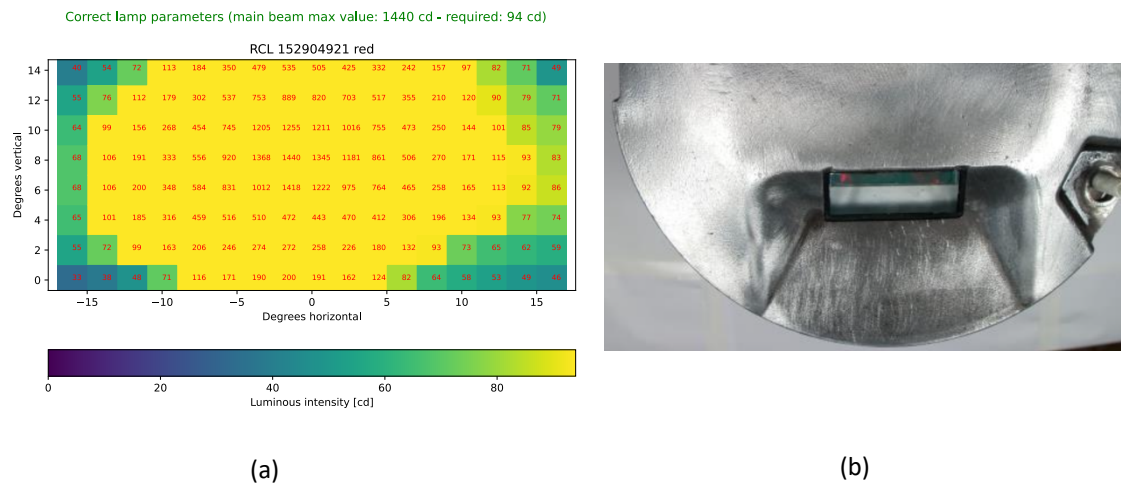 Correct lamp parameters (main beam max value: 1440 cd - required: 94 cd)
RCL 152904921 red
14 40 54 72 113 184 350 479 535 505 425 332 242 157 97 82 71 49
12 55 76 112 179 302 537 753 889 820 703 517 355 210 120 90 79 71
10 64 99 156 268 454 745 1205 1255 1211 1016 755 473 250 144 101 85 79
8 68 106 191 333 556 920 1368 1440 1345 1181 861 506 270 171 115 93 83
6 68 106 200 348 584 831 1012 1418 1222 975 764 465 258 165 113 92 86
4 65 101 185 316 459 516 510 472 443 470 412 306 196 134 93 77 74
2 55 72 99 163 206 246 274 272 258 226 180 132 93 73 65 62 59
0 38 48 71 116 171 190 200 191 162 124 82 64 58 53 49 46
Degrees vertical
−15 −10 −5 0 5 10 15
Degrees horizontal
0 20 40 60 80
Luminous intensity [cd]
(a)
(b)